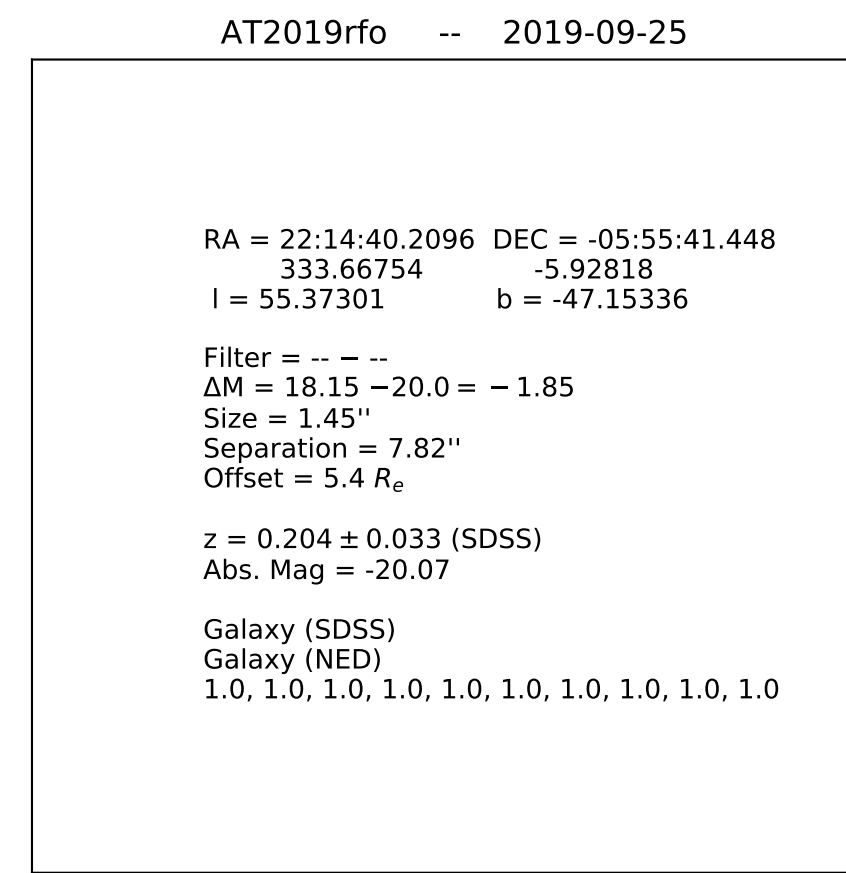 AT2019rfo -- 2019-09-25
RA = 22:14:40.2096 DEC = -05:55:41.448
333.66754 -5.92818
l = 55.37301 b = -47.15336
Filter = -- − --
ΔM = 18.15 −20.0 = − 1.85
Size = 1.45''
Separation = 7.82''
Offset = 5.4 Rₑ
z = 0.204 ± 0.033 (SDSS)
Abs. Mag = -20.07
Galaxy (SDSS)
Galaxy (NED)
1.0, 1.0, 1.0, 1.0, 1.0, 1.0, 1.0, 1.0, 1.0, 1.0